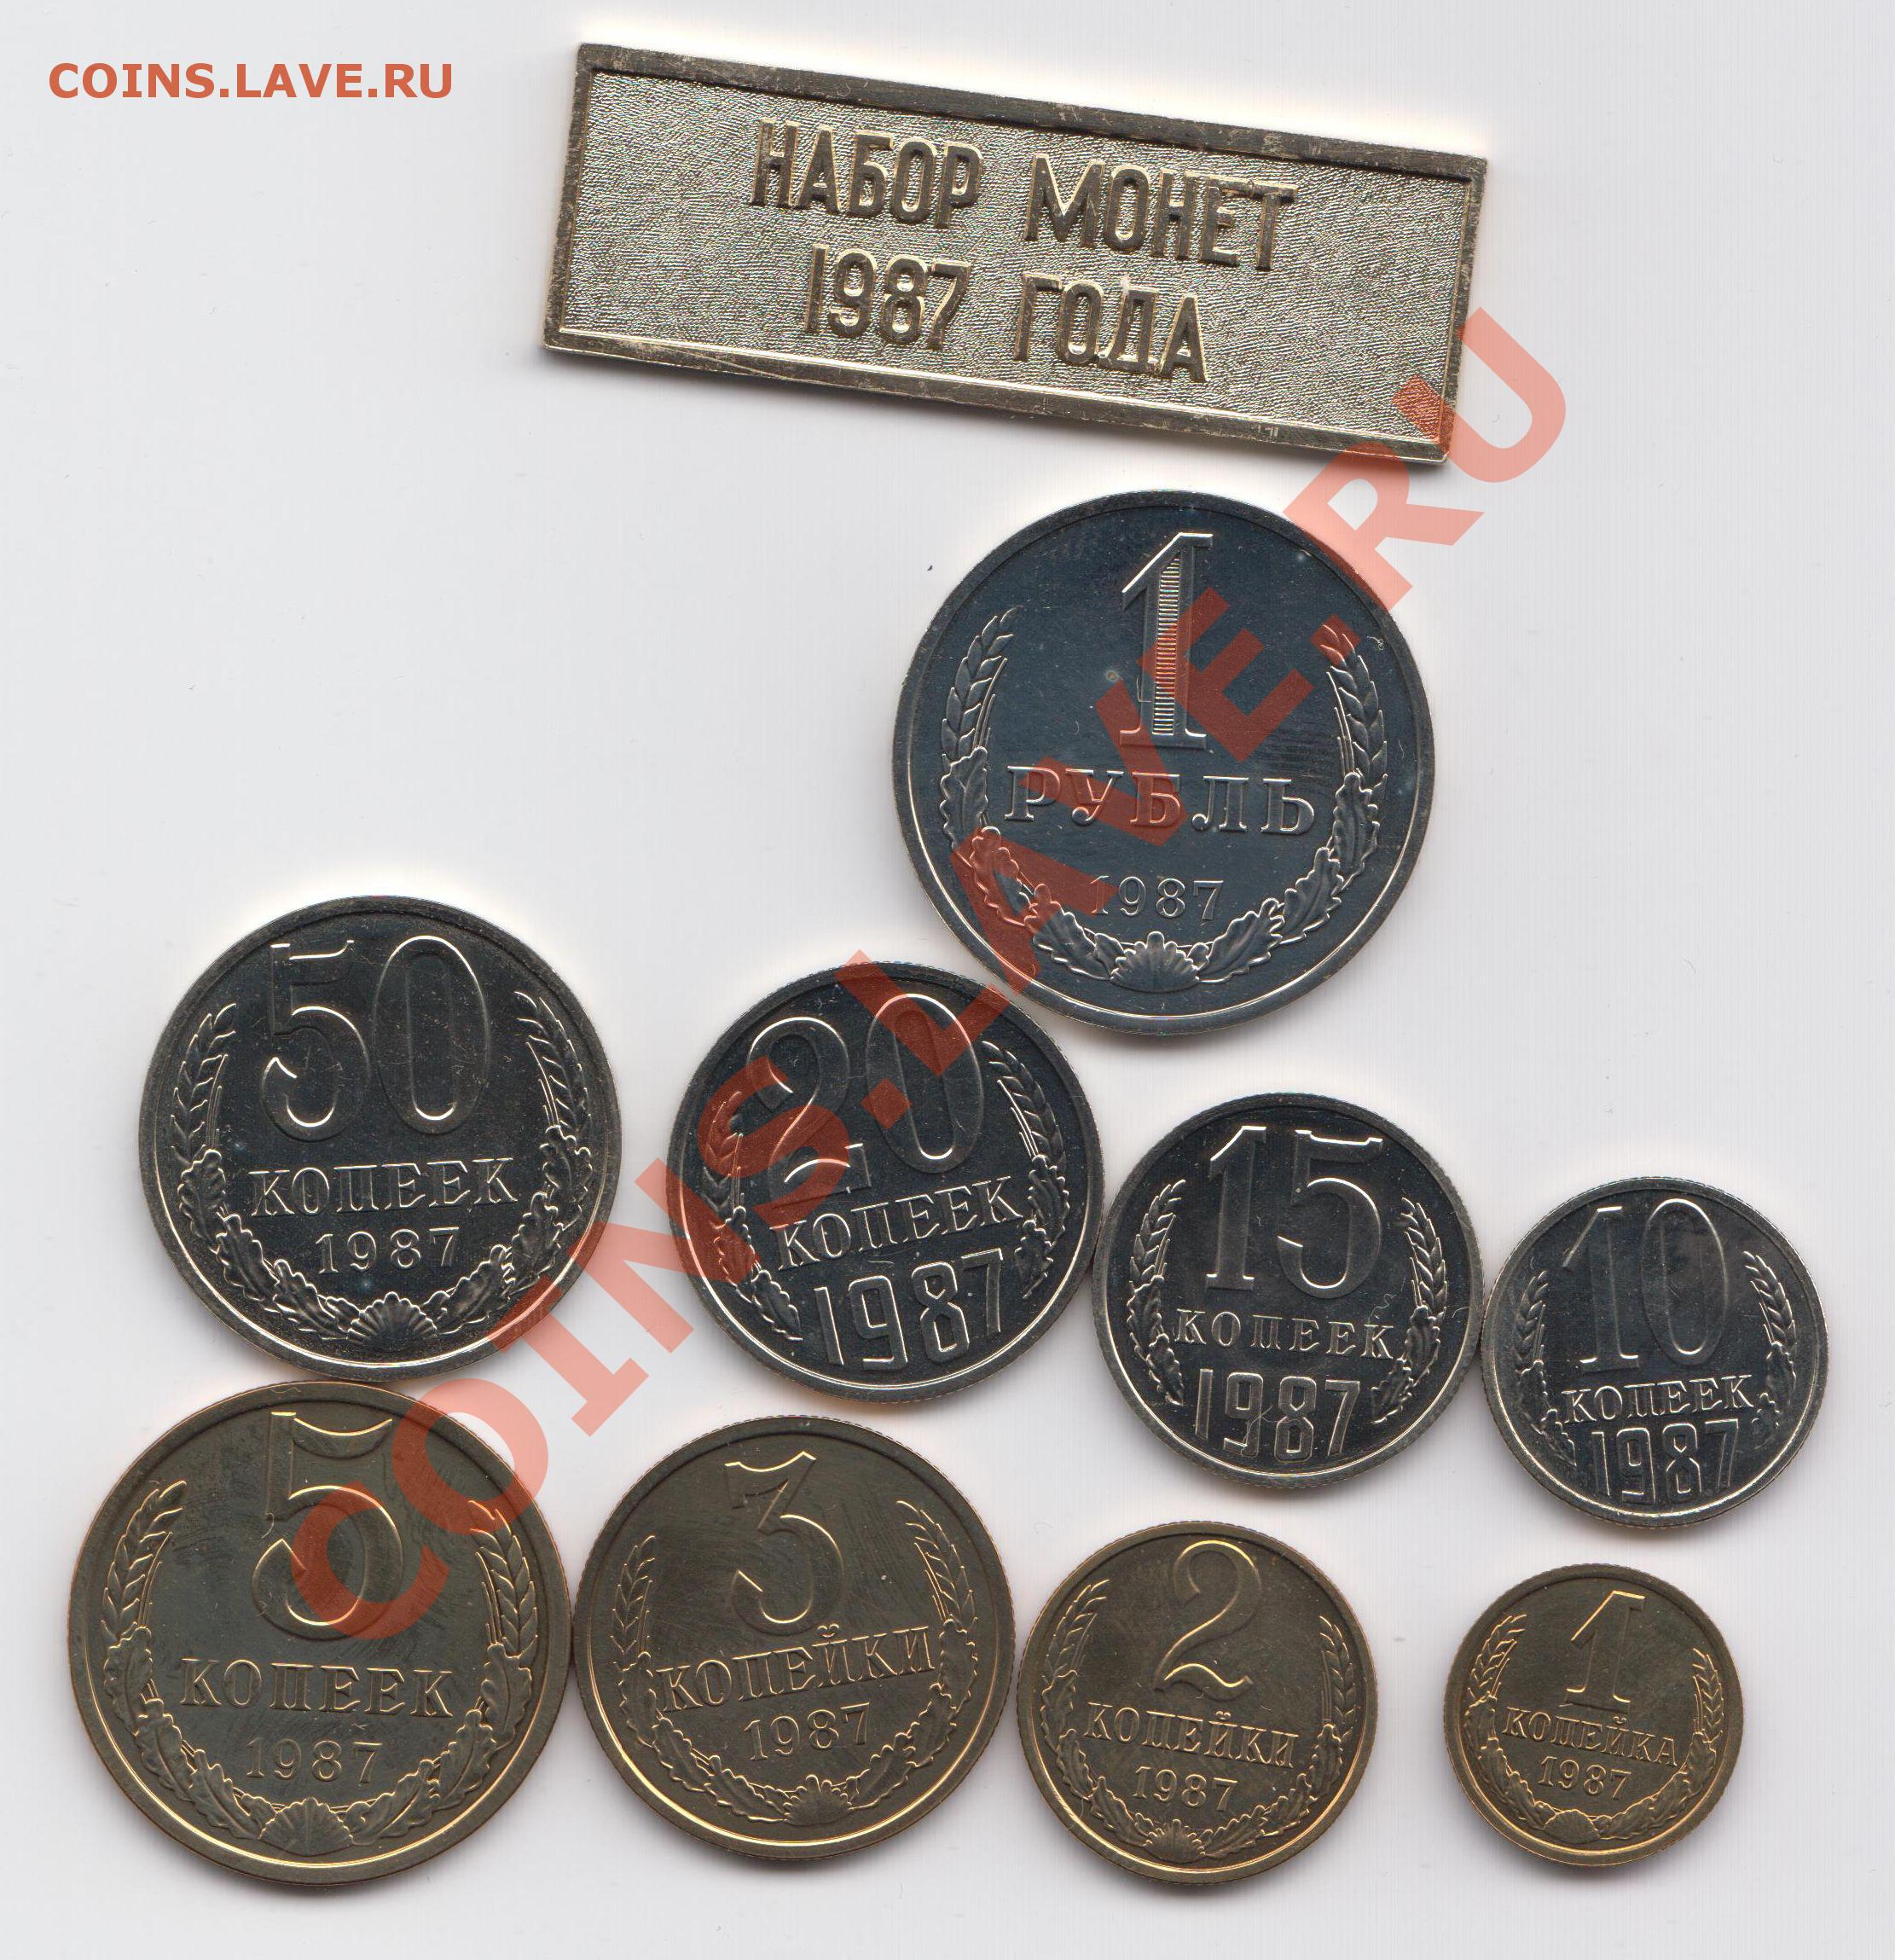 COINS.LAVE.RU
НАБОР МОНЕТ
1987 ГОДА
1
РУБЛЬ
1987
50
КОПЕЕК
1987
20
КОПЕЕК
1987
15
КОПЕЕК
1987
10
КОПЕЕК
1987
5
КОПЕЕК
1987
3
КОПЕЙКИ
1987
2
КОПЕЙКИ
1987
1
КОПЕЙКА
1987
COINS.LAVE.RU